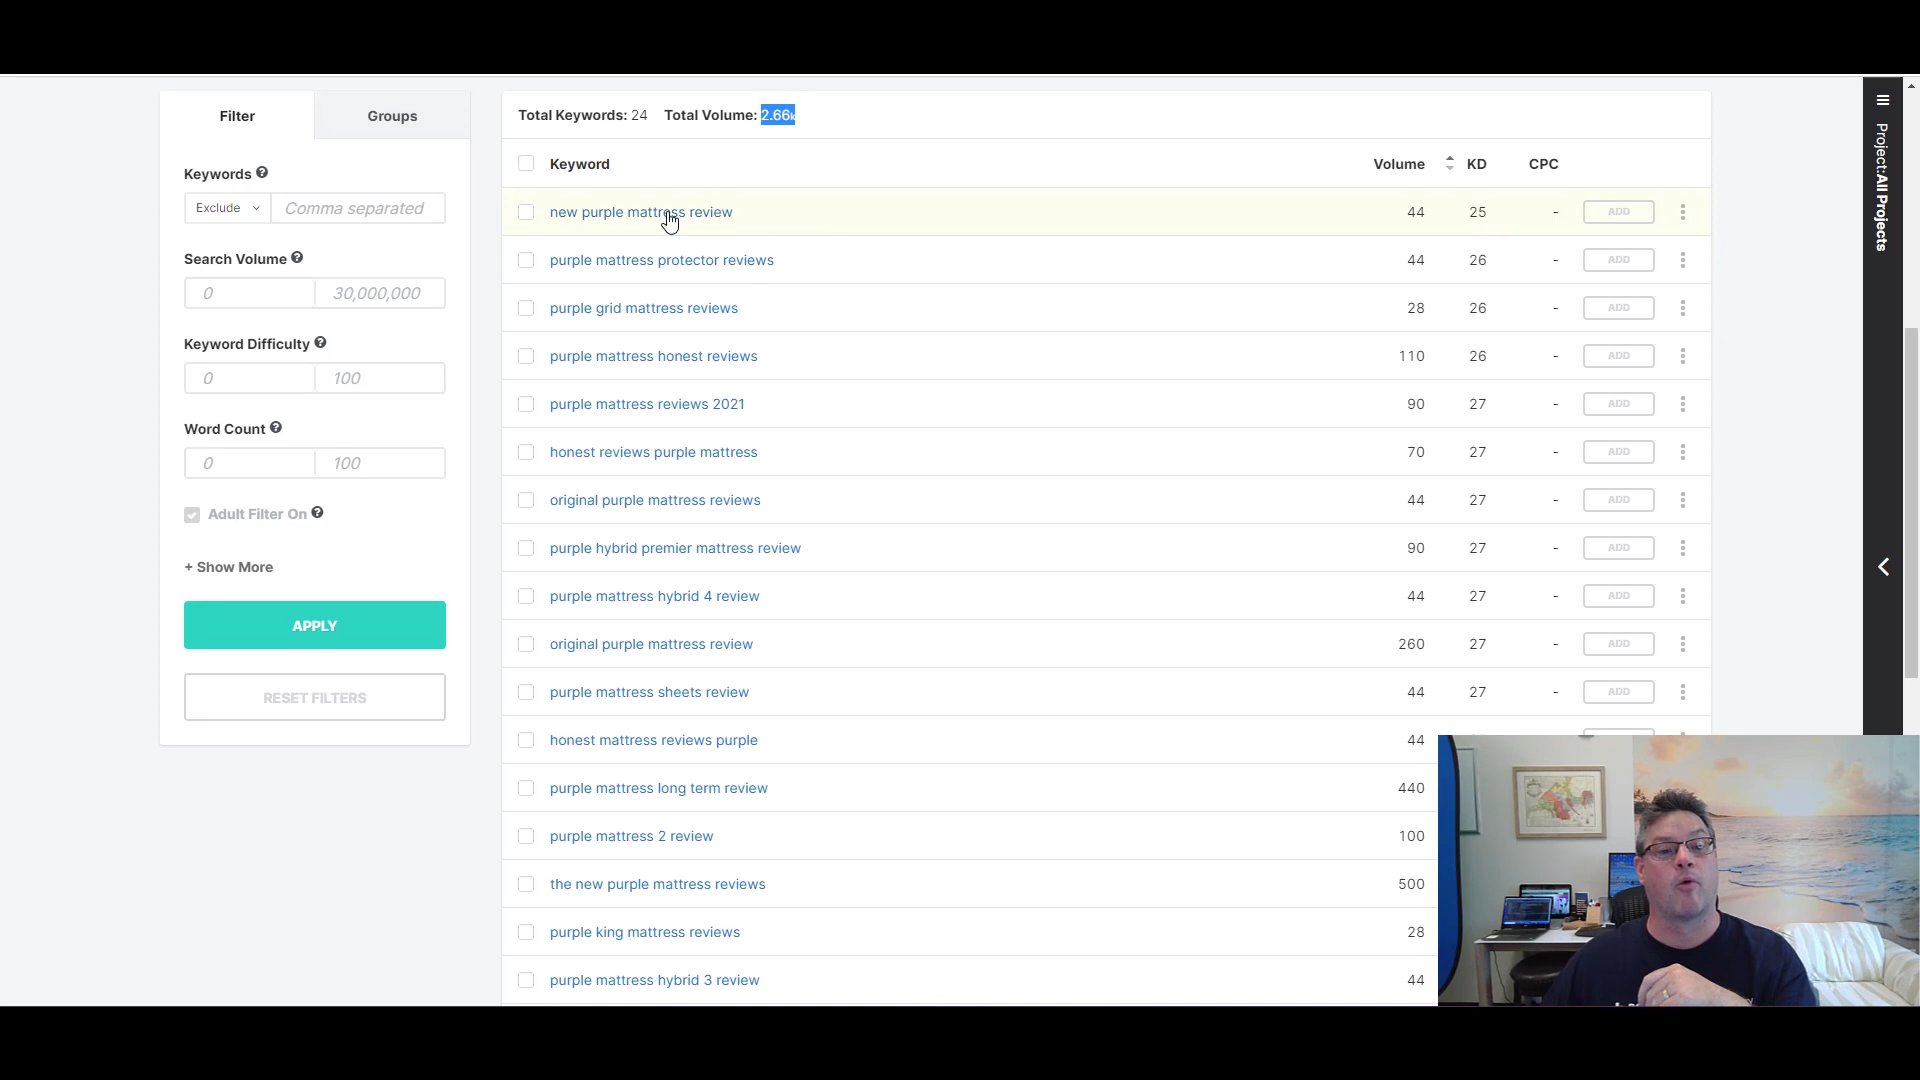 Filter
Groups
Keywords
Exclude
Comma separated
Search Volume
0
30,000,000
Keyword Difficulty
0
100
Word Count
0
100
Adult Filter On
+ Show More
APPLY
RESET FILTERS
Total Keywords: 24 Total Volume: 2.66k
Keyword Volume KD CPC
new purple mattress review 44 25 - ADD
purple mattress protector reviews 44 26 - ADD
purple grid mattress reviews 28 26 - ADD
purple mattress honest reviews 110 26 - ADD
purple mattress reviews 2021 90 27 - ADD
honest reviews purple mattress 70 27 - ADD
original purple mattress reviews 44 27 - ADD
purple hybrid premier mattress review 90 27 - ADD
purple mattress hybrid 4 review 44 27 - ADD
original purple mattress review 260 27 - ADD
purple mattress sheets review 44 27 - ADD
honest mattress reviews purple 44
purple mattress long term review 440
purple mattress 2 review 100
the new purple mattress reviews 500
purple king mattress reviews 28
purple mattress hybrid 3 review 44
Project:All Projects